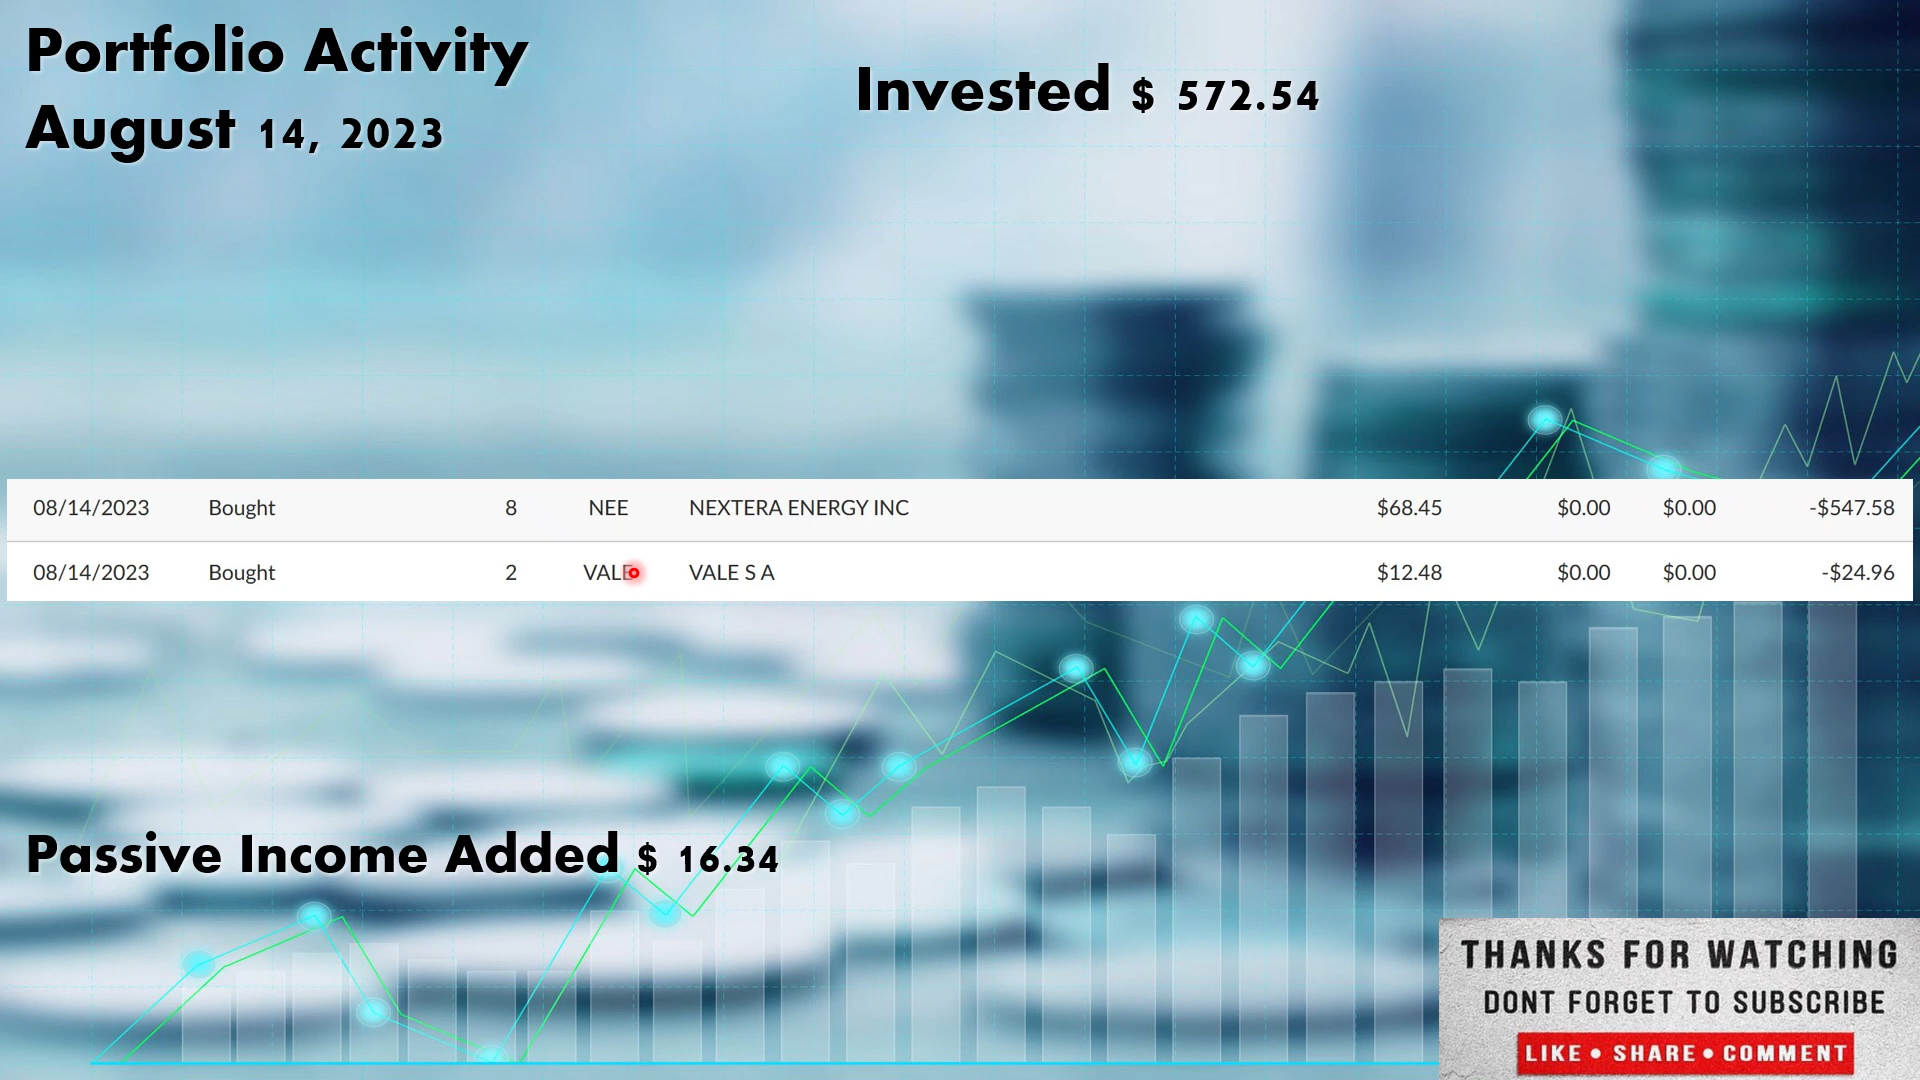 Portfolio Activity
August 14, 2023
Invested $ 572.54
08/14/2023 Bought 8 NEE NEXTERA ENERGY INC $68.45 $0.00 $0.00 -$547.58
08/14/2023 Bought 2 VALE VALE S A $12.48 $0.00 $0.00 -$24.96
Passive Income Added $ 16.34
THANKS FOR WATCHING
DONT FORGET TO SUBSCRIBE
LIKE • SHARE • COMMENT